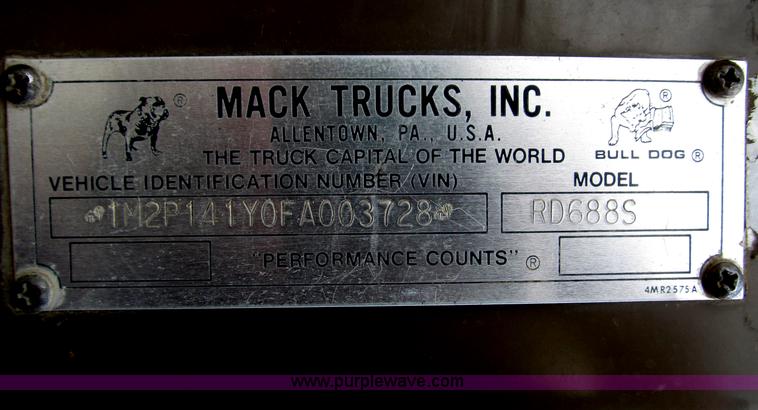 ® MACK TRUCKS, INC. ®
ALLENTOWN, PA., U.S.A.
THE TRUCK CAPITAL OF THE WORLD BULL DOG ®
VEHICLE IDENTIFICATION NUMBER (VIN) MODEL
1M2P141Y0FA003728 RD688S
"PERFORMANCE COUNTS" ®
4MR2575A
www.purplewave.com